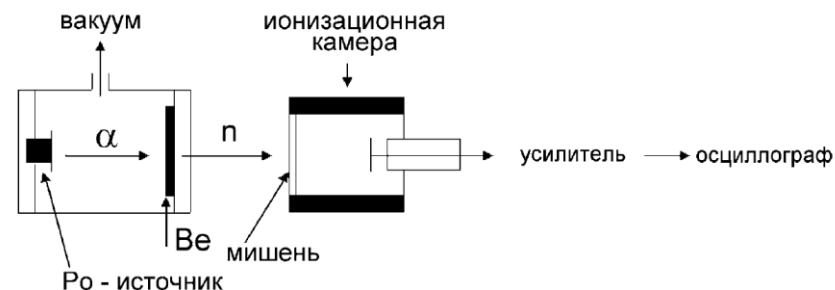 вакуум
ионизационная
камера
α
n
усилитель
осциллограф
Be
мишень
Po - источник